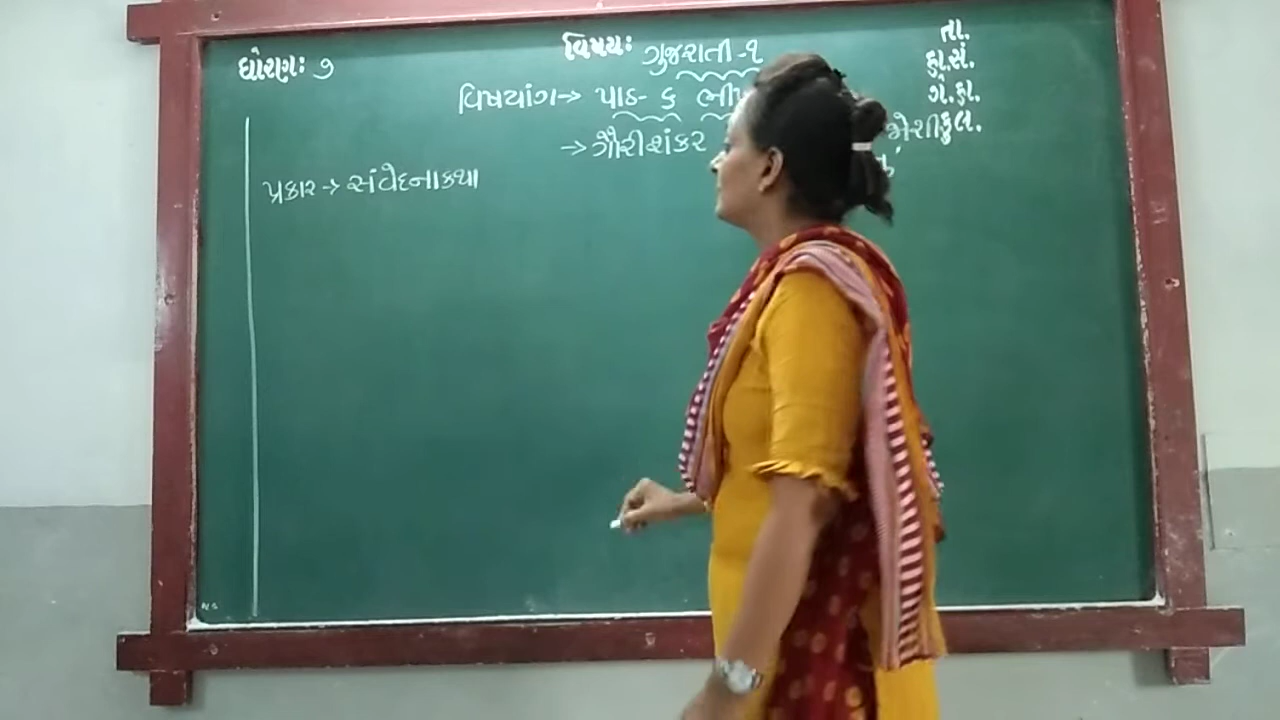 ધોરણઃ ૭
વિષયઃ ગુજરાતી -૧
વિષયાંગ→ પાઠ- ૬
→ ગૌરીશંકર
પ્રકાર → સંવેદનાકથા
તા.
ફા.સં.
ગે.હા.
કુલ.